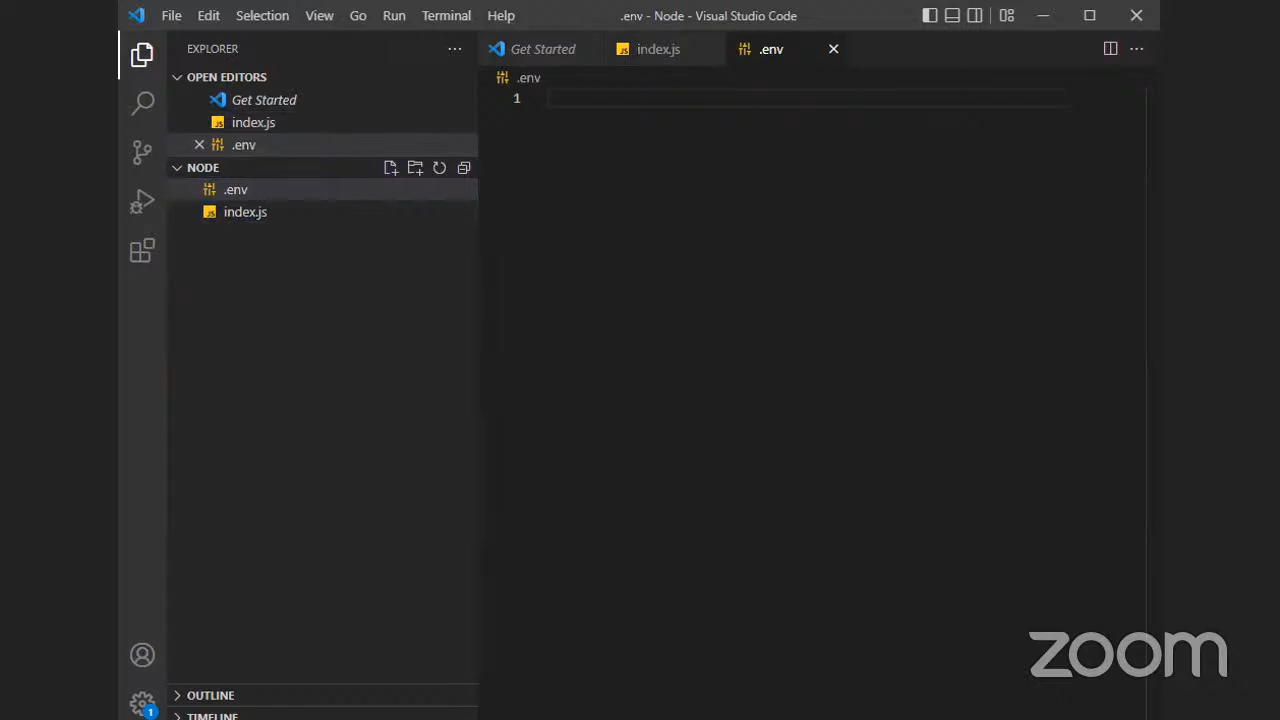 File Edit Selection View Go Run Terminal Help .env - Node - Visual Studio Code
EXPLORER
Get Started index.js .env
OPEN EDITORS
.env
Get Started
1
index.js
.env
NODE
.env
index.js
zoom
OUTLINE
1
TIMELINE